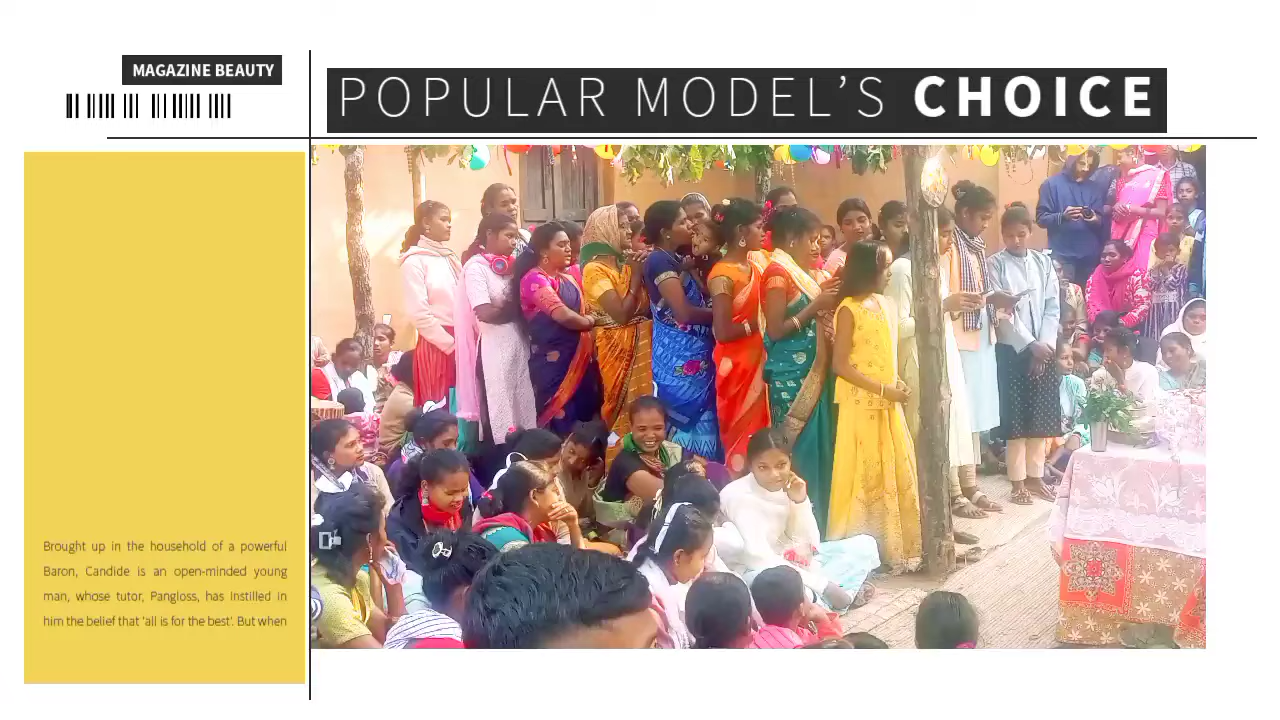 MAGAZINE BEAUTY
POPULAR MODEL’S CHOICE
Brought up in the household of a powerful
Baron, Candide is an open-minded young
man, whose tutor, Pangloss, has instilled in
him the belief that ‘all is for the best’. But when